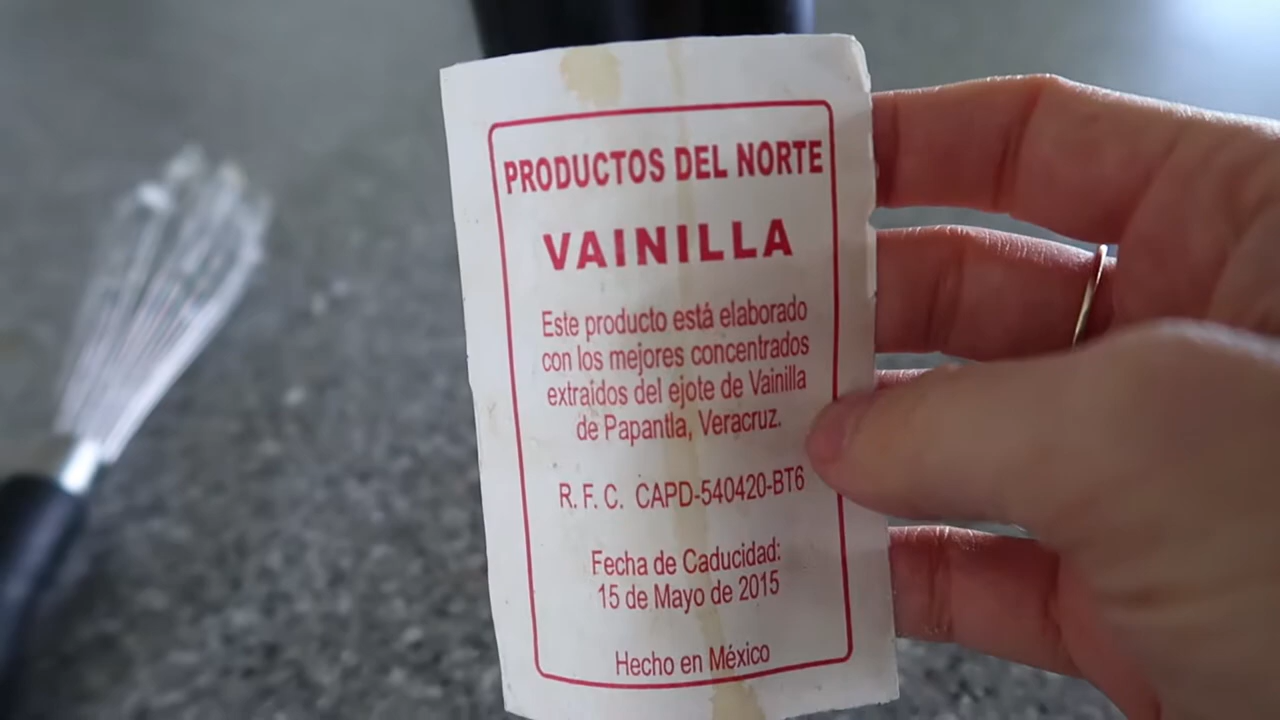 PRODUCTOS DEL NORTE
VAINILLA
Este producto está elaborado
con los mejores concentrados
extraidos del ejote de Vainilla
de Papantla, Veracruz.
R. F. C. CAPD-540420-BT6
Fecha de Caducidad:
15 de Mayo de 2015
Hecho en México